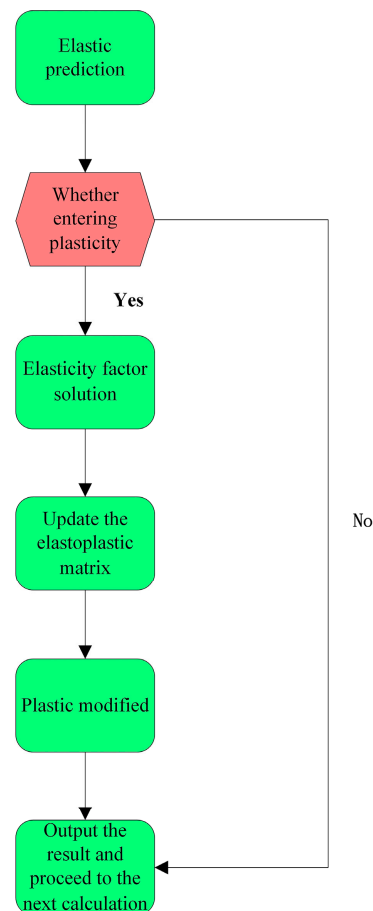 Elastic
prediction
Whether
entering
plasticity
Yes
Elasticity factor
solution
No
Update the
elastoplastic
matrix
Plastic modified
Output the
result and
proceed to the
next calculation